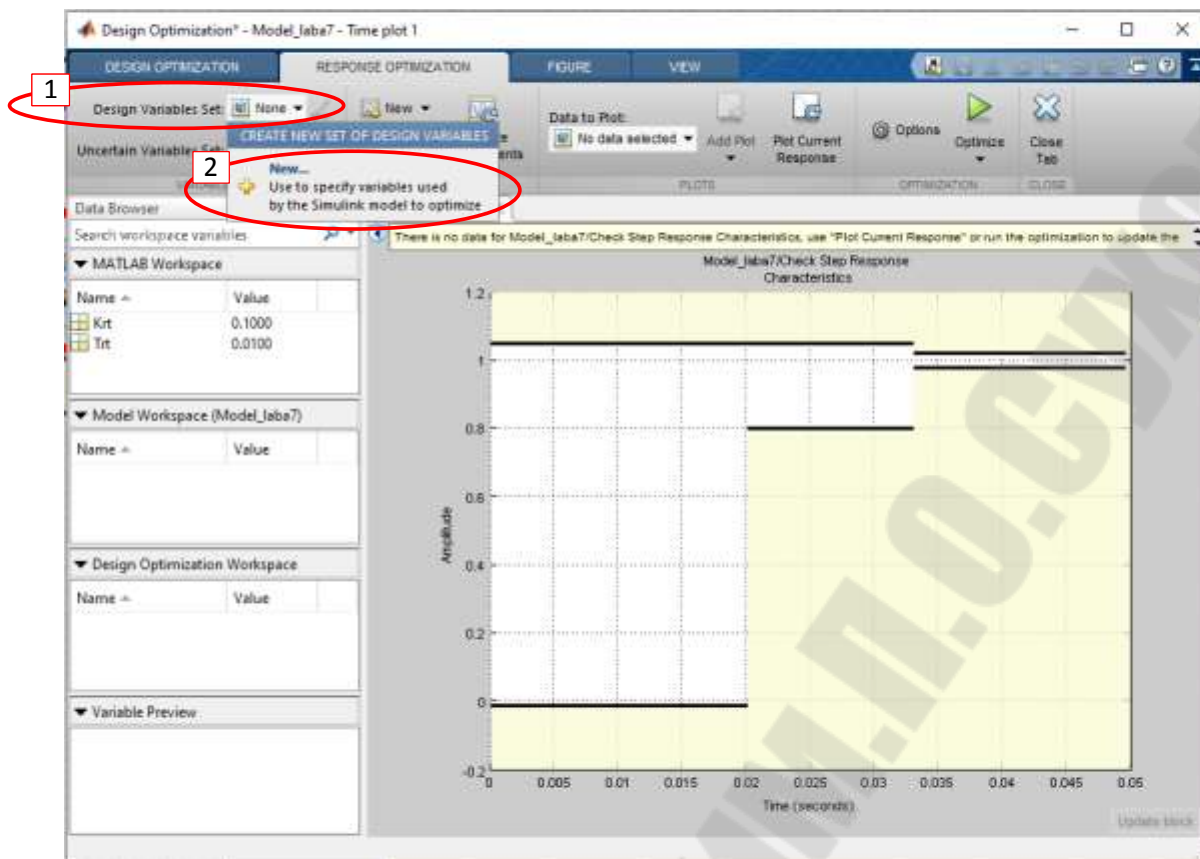 Design Optimization* - Model_laba7 - Time plot 1
DESIGN OPTIMIZATION
RESPONSE OPTIMIZATION
FIGURE
VIEW
1
Design Variables Set:
None
New
Data to Plot:
Uncertain Variables Set:
CREATE NEW SET OF DESIGN VARIABLES
No data selected
Add Plot
Plot Current
Response
Options
Optimize
Close
Tab
2
New...
Use to specify variables used
by the Simulink model to optimize
PLOTS
OPTIMIZATION
CLOSE
Data Browser
Search workspace variables
There is no data for Model_laba7/Check Step Response Characteristics, use "Plot Current Response" or run the optimization to update the
MATLAB Workspace
Name
Value
Krt
0.1000
Trt
0.0100
Model Workspace (Model_laba7)
Name
Value
Design Optimization Workspace
Name
Value
Variable Preview
Model_laba7/Check Step Response
Characteristics
1.2
1
0.8
0.6
0.4
0.2
0
-0.2
Amplitude
0
0.005
0.01
0.015
0.02
0.025
0.03
0.035
0.04
0.045
0.05
Time (seconds)
Update block